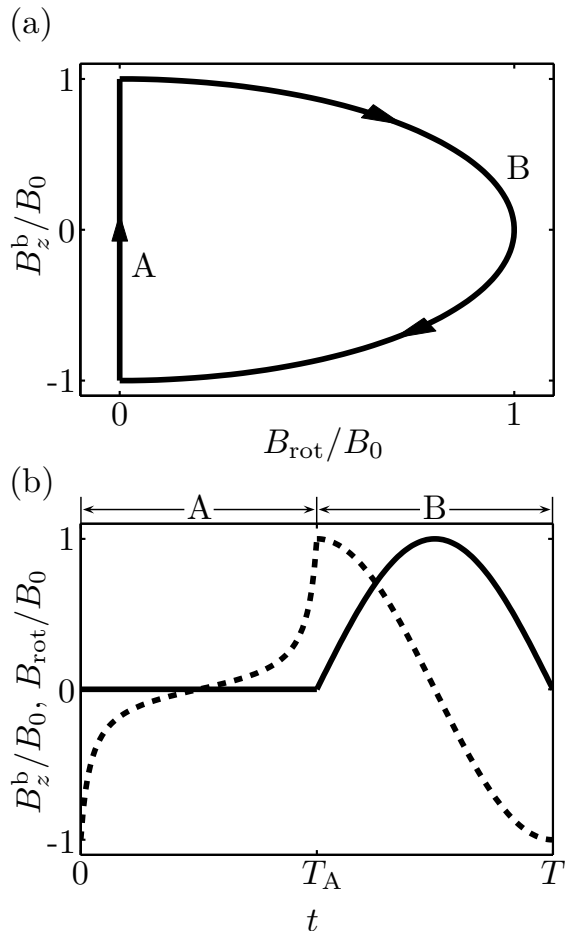 (a)
1
B
B_z^b/B_0
0
A
-1
0 1
B_rot/B_0
(b)
A B
1
B_z^b/B_0, B_rot/B_0
0
-1
0 T_A T
t